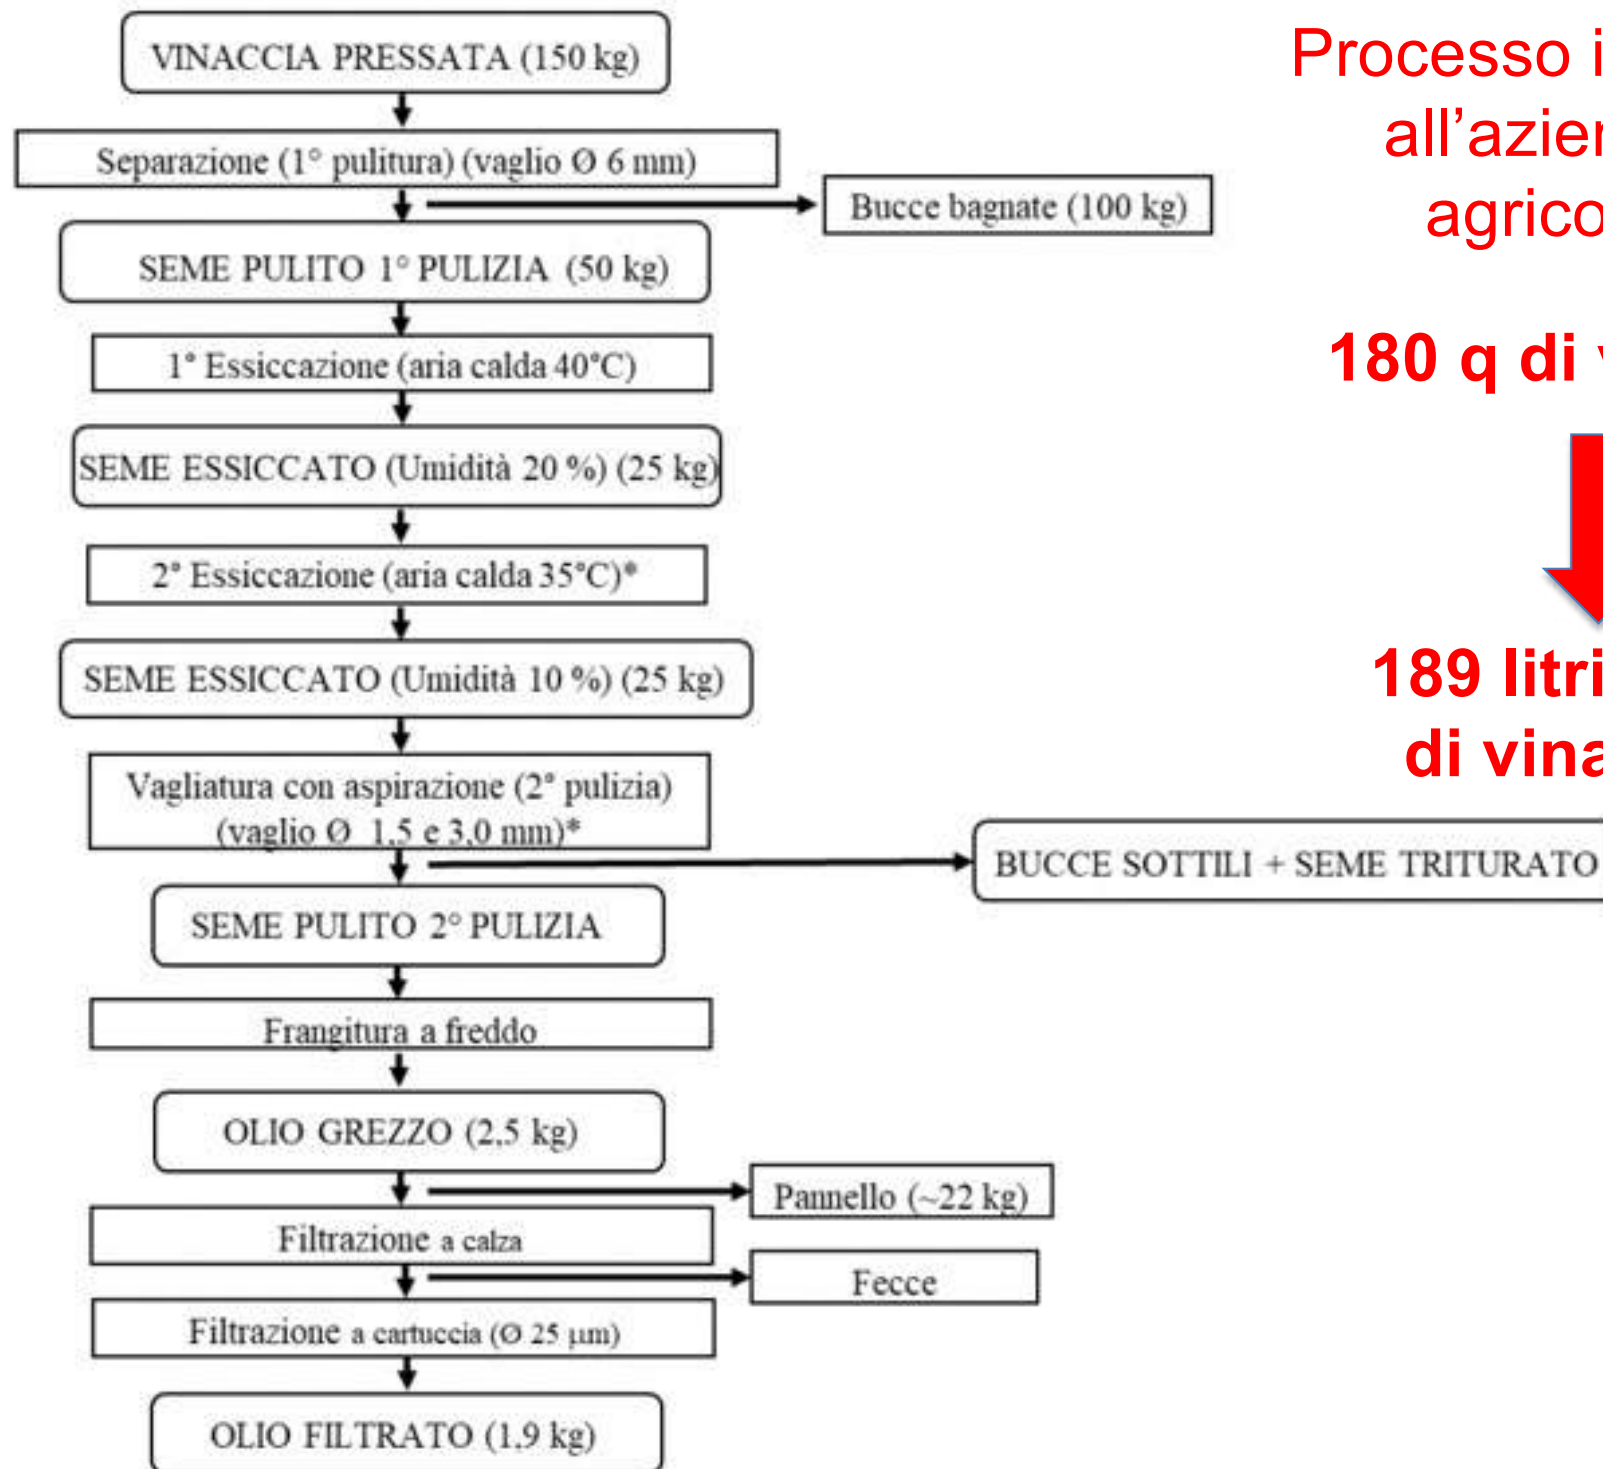 VINACCIA PRESSATA (150 kg)
Separazione (1° pulitura) (vaglio Ø 6 mm)
Bucce bagnate (100 kg)
SEME PULITO 1° PULIZIA (50 kg)
1° Essiccazione (aria calda 40°C)
SEME ESSICCATO (Umidità 20 %) (25 kg)
2° Essiccazione (aria calda 35°C)*
SEME ESSICCATO (Umidità 10 %) (25 kg)
Vagliatura con aspirazione (2° pulizia)
(vaglio Ø 1,5 e 3,0 mm)*
BUCCE SOTTILI + SEME TRITURATO
SEME PULITO 2° PULIZIA
Frangitura a freddo
OLIO GREZZO (2,5 kg)
Pannello (~22 kg)
Filtrazione a calza
Fecce
Filtrazione a cartuccia (Ø 25 µm)
OLIO FILTRATO (1,9 kg)
Processo
180 q di
189 litri
di